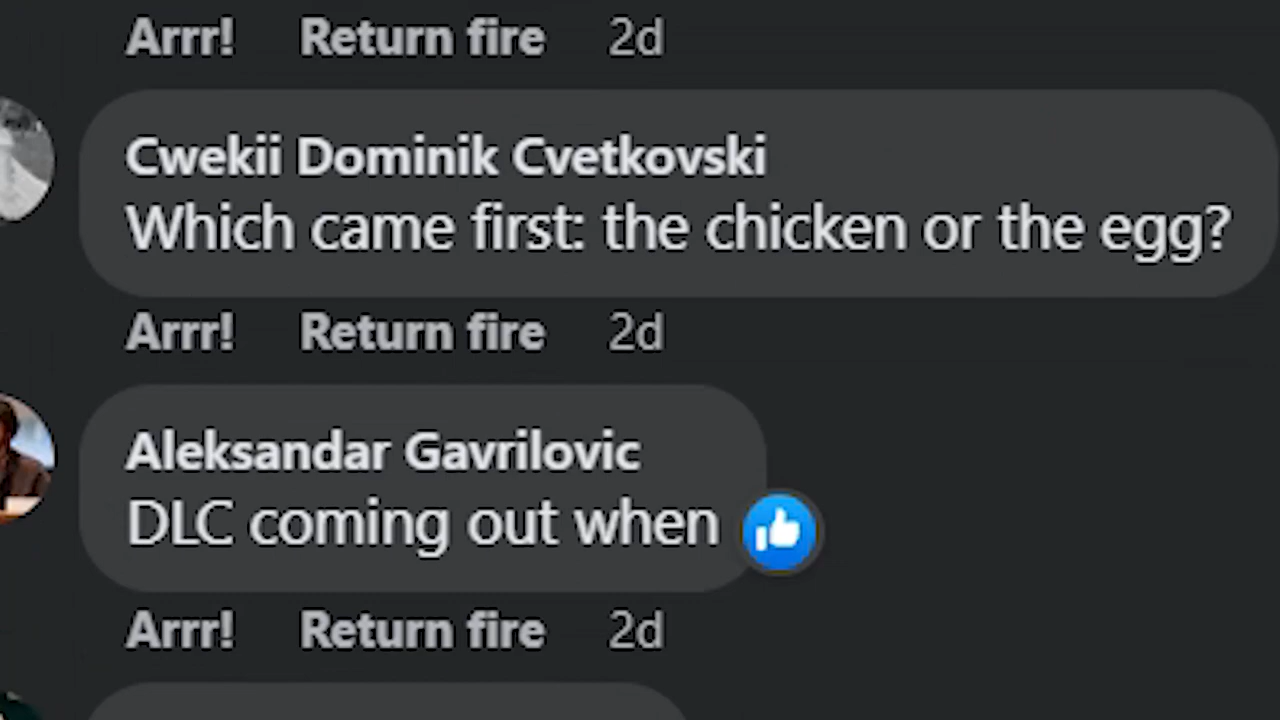 Arrr! Return fire 2d
Cwekii Dominik Cvetkovski
Which came first: the chicken or the egg?
Arrr! Return fire 2d
Aleksandar Gavrilovic
DLC coming out when
Arrr! Return fire 2d